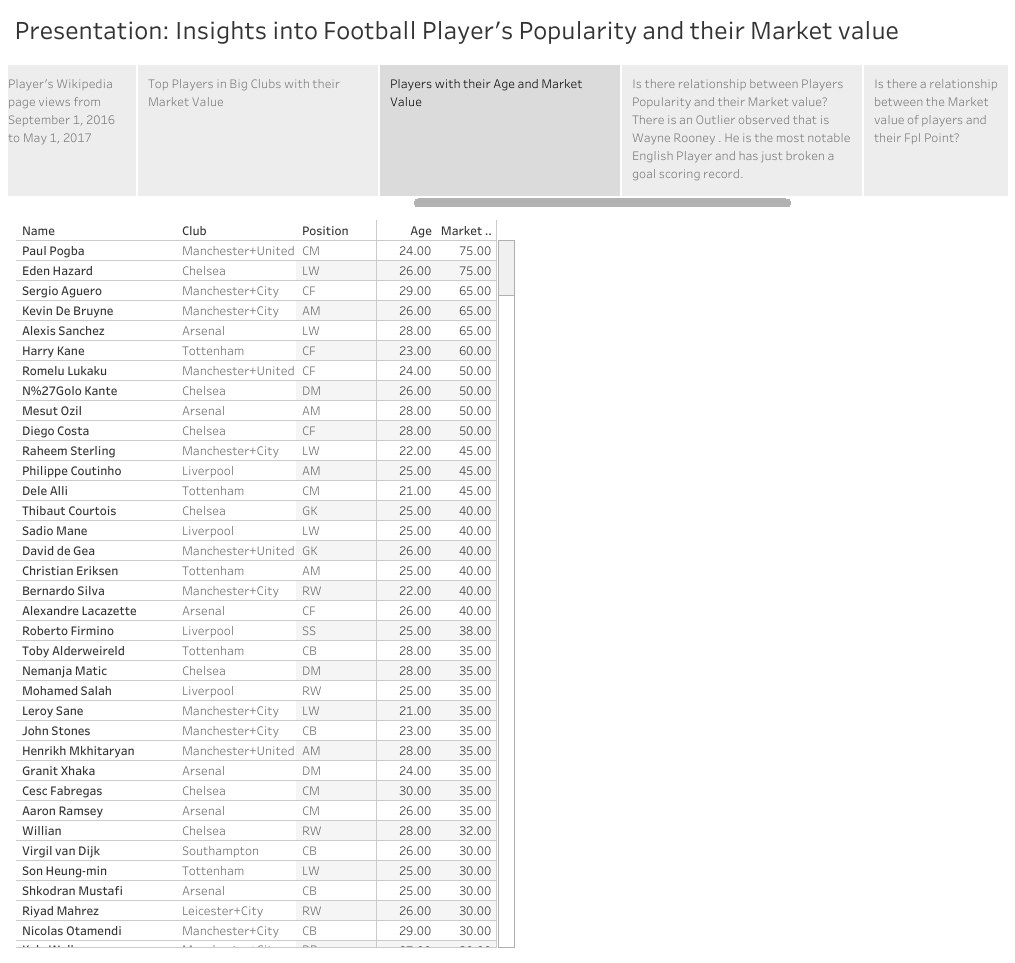 Presentation: Insights into Football Player's Popularity and their Market value
Player's Wikipedia
page views from
September 1, 2016
to May 1, 2017
Top Players in Big Clubs with their
Market Value
Players with their Age and Market
Value
Is there relationship between Players
Popularity and their Market value?
There is an Outlier observed that is
Wayne Rooney . He is the most notable
English Player and has just broken a
goal scoring record.
Is there a relationship
between the Market
value of players and
their Fpl Point?
Name Club Position Age Market ..
Paul Pogba Manchester+United CM 24.00 75.00
Eden Hazard Chelsea LW 26.00 75.00
Sergio Aguero Manchester+City CF 29.00 65.00
Kevin De Bruyne Manchester+City AM 26.00 65.00
Alexis Sanchez Arsenal LW 28.00 65.00
Harry Kane Tottenham CF 23.00 60.00
Romelu Lukaku Manchester+United CF 24.00 50.00
N%27Golo Kante Chelsea DM 26.00 50.00
Mesut Ozil Arsenal AM 28.00 50.00
Diego Costa Chelsea CF 28.00 50.00
Raheem Sterling Manchester+City LW 22.00 45.00
Philippe Coutinho Liverpool AM 25.00 45.00
Dele Alli Tottenham CM 21.00 45.00
Thibaut Courtois Chelsea GK 25.00 40.00
Sadio Mane Liverpool LW 25.00 40.00
David de Gea Manchester+United GK 26.00 40.00
Christian Eriksen Tottenham AM 25.00 40.00
Bernardo Silva Manchester+City RW 22.00 40.00
Alexandre Lacazette Arsenal CF 26.00 40.00
Roberto Firmino Liverpool SS 25.00 38.00
Toby Alderweireld Tottenham CB 28.00 35.00
Nemanja Matic Chelsea DM 28.00 35.00
Mohamed Salah Liverpool RW 25.00 35.00
Leroy Sane Manchester+City LW 21.00 35.00
John Stones Manchester+City CB 23.00 35.00
Henrikh Mkhitaryan Manchester+United AM 28.00 35.00
Granit Xhaka Arsenal DM 24.00 35.00
Cesc Fabregas Chelsea CM 30.00 35.00
Aaron Ramsey Arsenal CM 26.00 35.00
Willian Chelsea RW 28.00 32.00
Virgil van Dijk Southampton CB 26.00 30.00
Son Heung-min Tottenham LW 25.00 30.00
Shkodran Mustafi Arsenal CB 25.00 30.00
Riyad Mahrez Leicester+City RW 26.00 30.00
Nicolas Otamendi Manchester+City CB 29.00 30.00